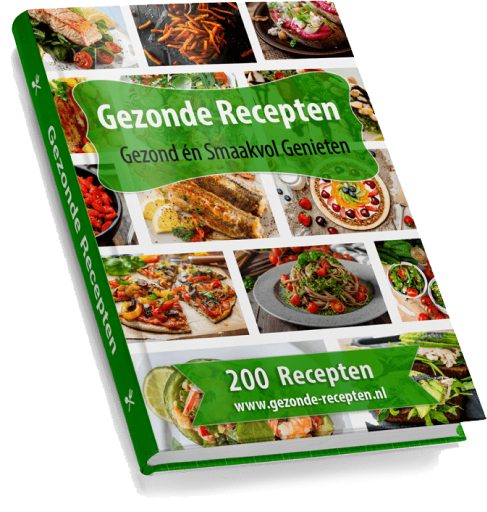 Gezonde Recepten
Gezond én Smaakvol Genieten
Gezonde Recepten
200 Recepten
www.gezonde-recepten.nl